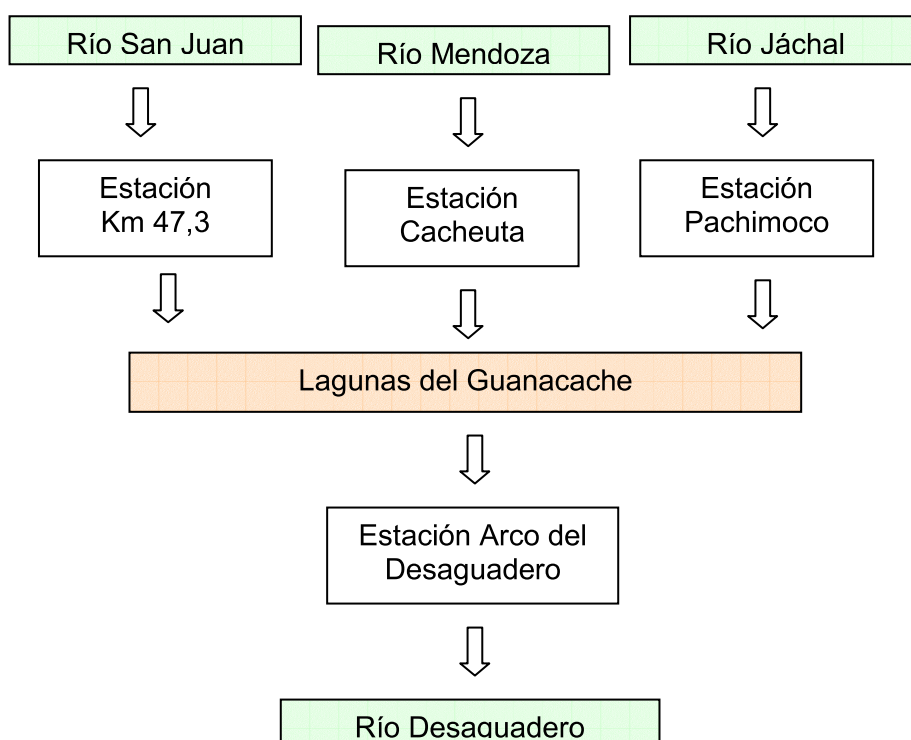 Río San Juan
Río Mendoza
Río Jáchal
Estación
Km 47,3
Estación
Cacheuta
Estación
Pachimoco
Lagunas del Guanacache
Estación Arco del
Desaguadero
Río Desaguadero